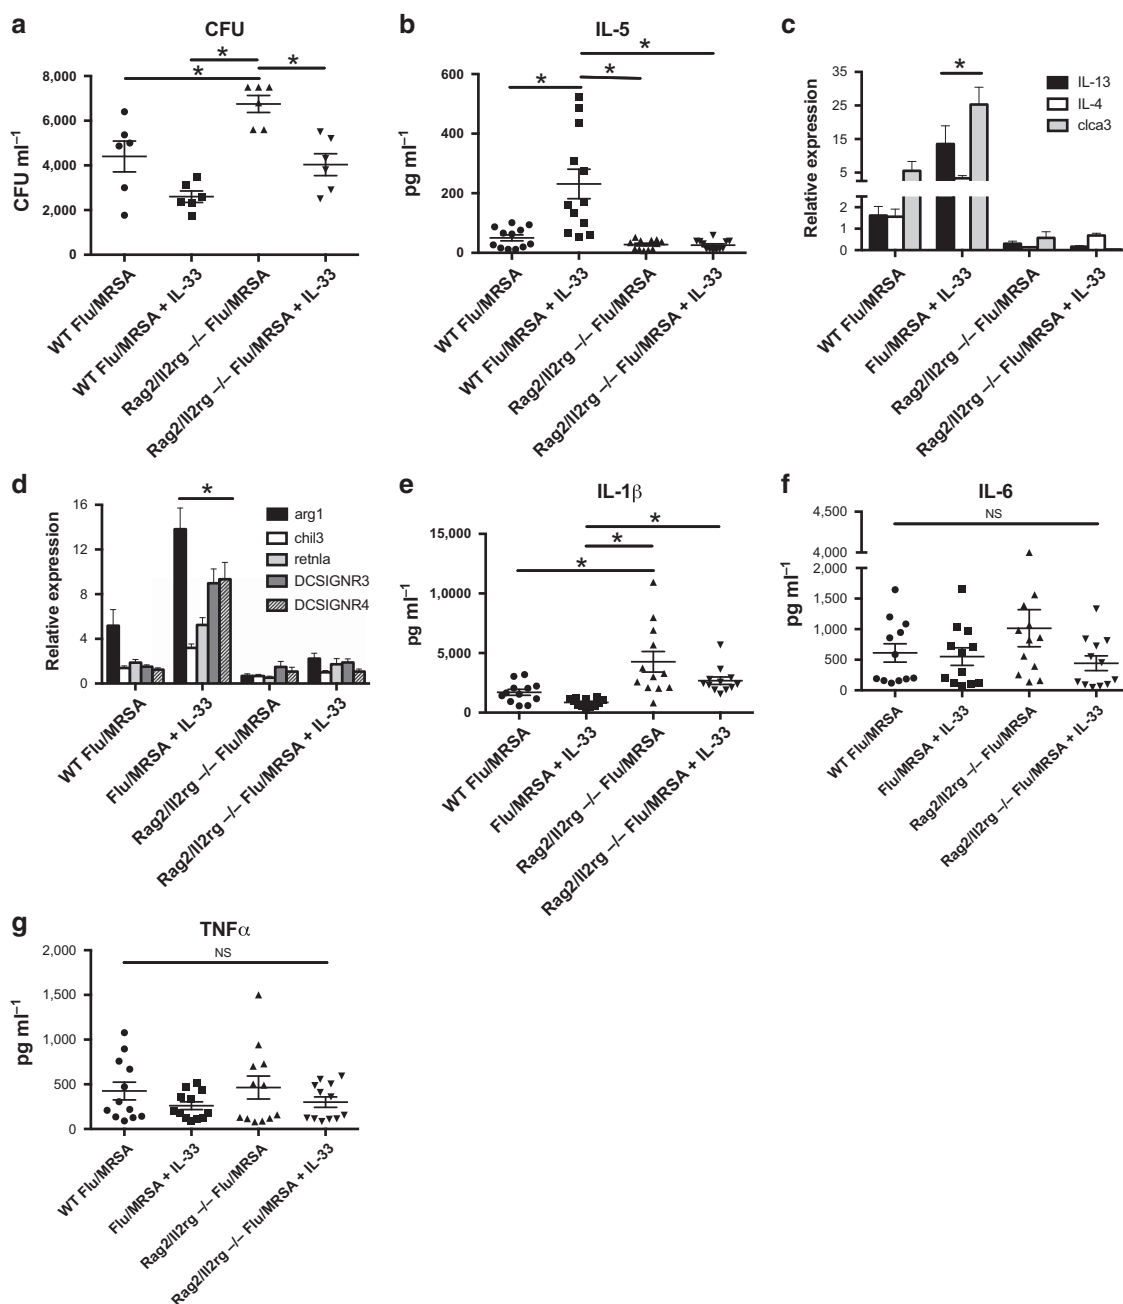 a
CFU
CFU ml⁻¹
8,000
6,000
4,000
2,000
0
*
*
*
WT Flu/MRSA
WT Flu/MRSA + IL-33
Rag2/Il2rg –/– Flu/MRSA
Rag2/Il2rg –/– Flu/MRSA + IL-33
b
IL-5
pg ml⁻¹
600
400
200
0
*
*
*
WT Flu/MRSA
WT Flu/MRSA + IL-33
Rag2/Il2rg –/– Flu/MRSA
Rag2/Il2rg –/– Flu/MRSA + IL-33
c
Relative expression
35
25
15
5
2
1
0
*
IL-13
IL-4
clca3
WT Flu/MRSA
Flu/MRSA + IL-33
Rag2/Il2rg –/– Flu/MRSA
Rag2/Il2rg –/– Flu/MRSA + IL-33
d
Relative expression
16
12
8
4
0
*
arg1
chil3
retnla
DCSIGNR3
DCSIGNR4
WT Flu/MRSA
Flu/MRSA + IL-33
Rag2/Il2rg –/– Flu/MRSA
Rag2/Il2rg –/– Flu/MRSA + IL-33
e
IL-1β
pg ml⁻¹
15,000
1,0000
5,000
0
*
*
*
WT Flu/MRSA
Flu/MRSA + IL-33
Rag2/Il2rg –/– Flu/MRSA
Rag2/Il2rg –/– Flu/MRSA + IL-33
f
IL-6
pg ml⁻¹
4,500
4,000
2,000
1,500
1,000
500
0
NS
WT Flu/MRSA
Flu/MRSA + IL-33
Rag2/Il2rg –/– Flu/MRSA
Rag2/Il2rg –/– Flu/MRSA + IL-33
g
TNFα
pg ml⁻¹
2,000
1,500
1,000
500
0
NS
WT Flu/MRSA
Flu/MRSA + IL-33
Rag2/Il2rg –/– Flu/MRSA
Rag2/Il2rg –/– Flu/MRSA + IL-33